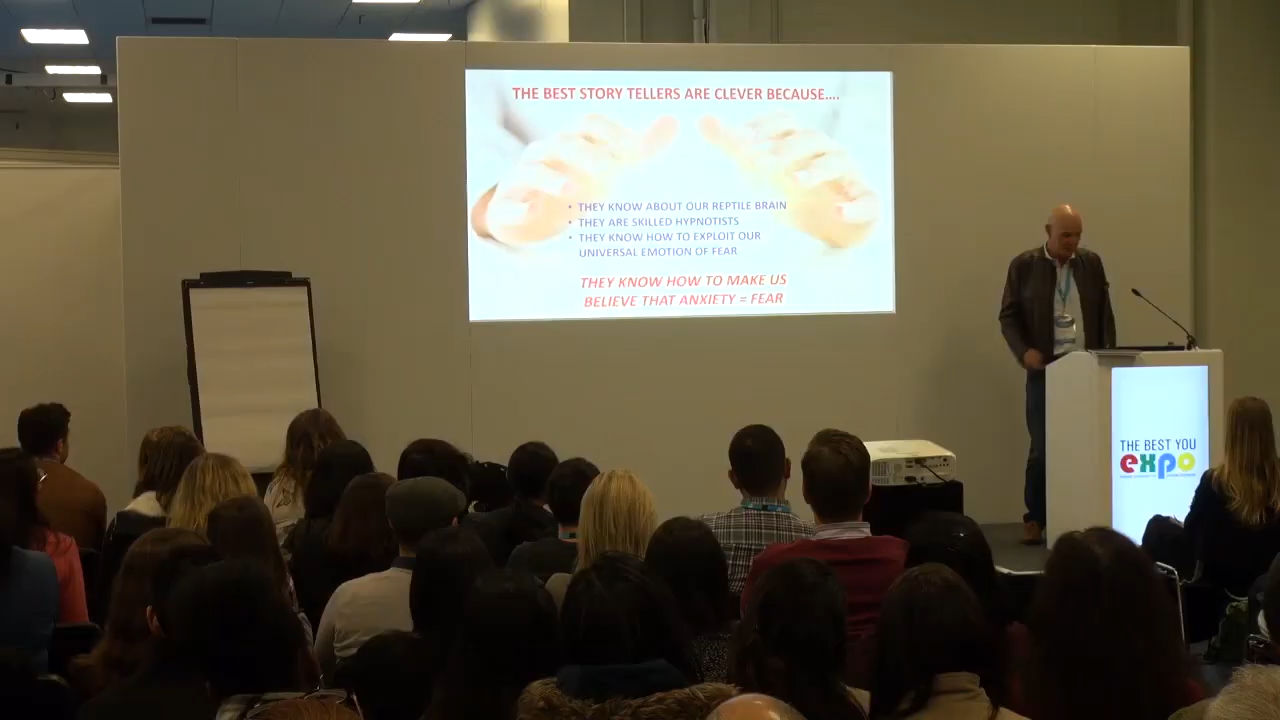 THE BEST STORY TELLERS ARE CLEVER BECAUSE....
• THEY KNOW ABOUT OUR REPTILE BRAIN
• THEY ARE SKILLED HYPNOTISTS
• THEY KNOW HOW TO EXPLOIT OUR
UNIVERSAL EMOTION OF FEAR
THEY KNOW HOW TO MAKE US
BELIEVE THAT ANXIETY = FEAR
THE BEST YOU
expo